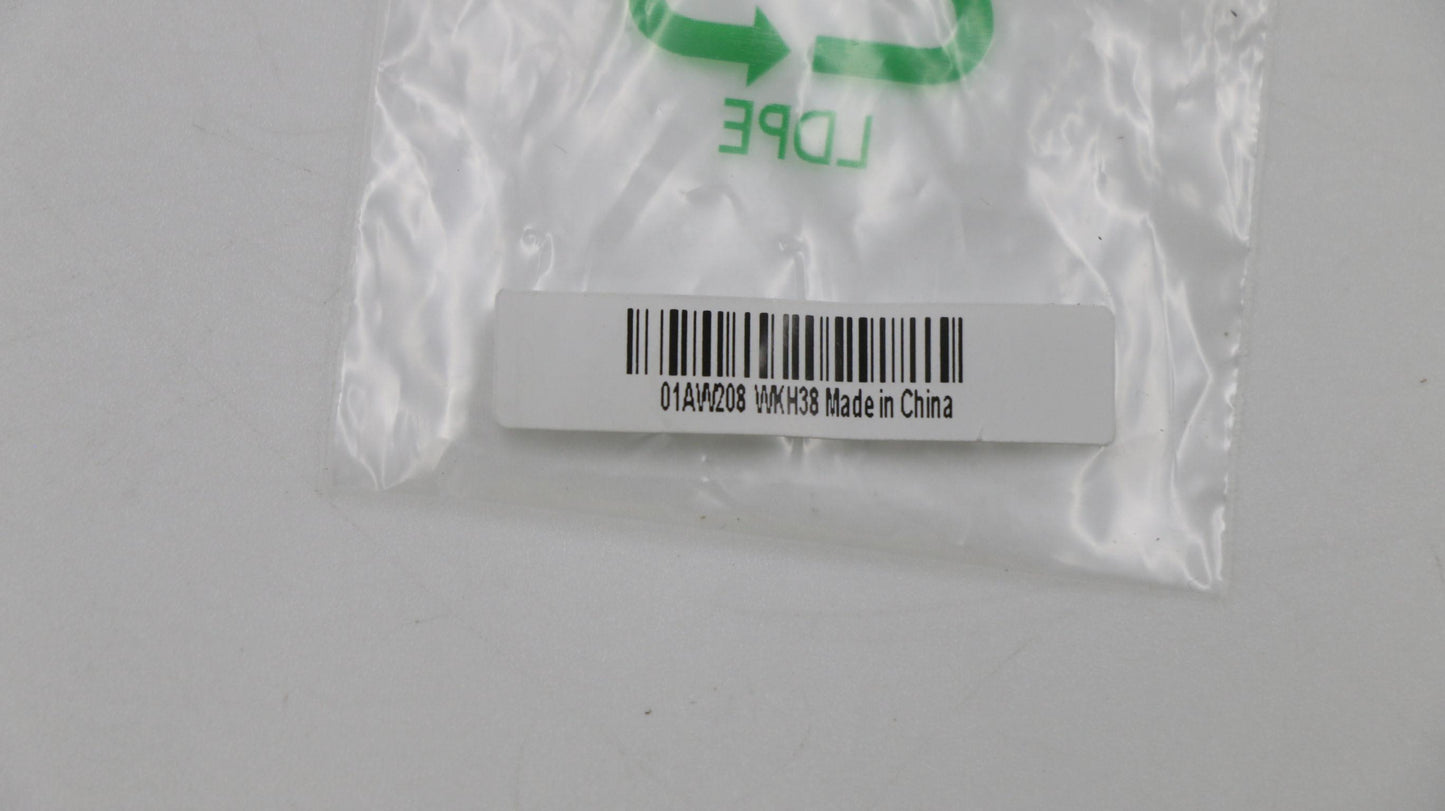 LDPE
01AW208 WKH38 Made in China